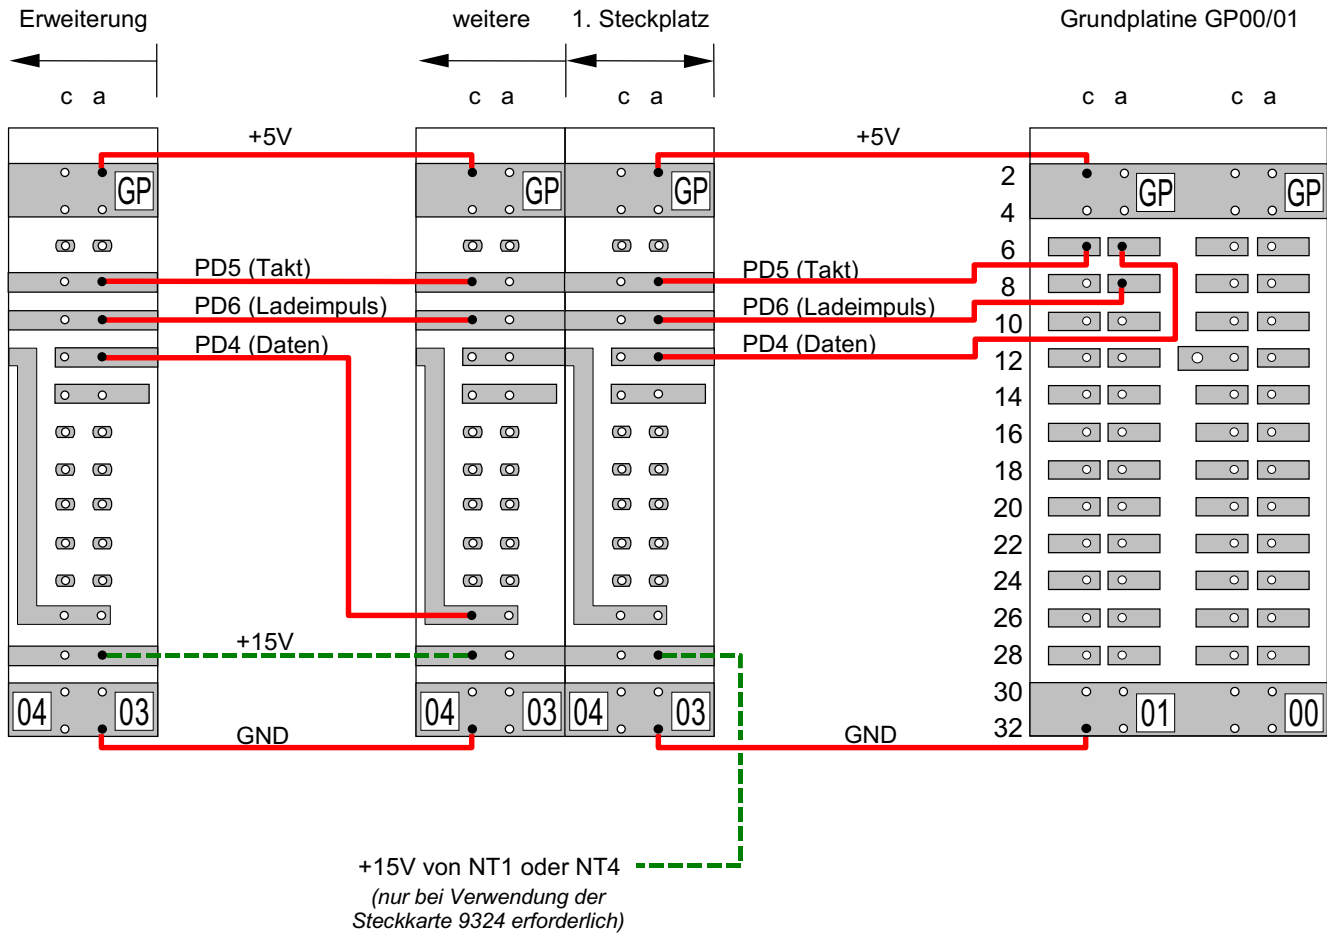 Erweiterung weitere 1. Steckplatz Grundplatine GP00/01
c a c a c a c a c a
+5V +5V
GP GP GP 2 GP GP
4
6
PD5 (Takt) PD5 (Takt)
8
PD6 (Ladeimpuls) PD6 (Ladeimpuls)
10
PD4 (Daten) PD4 (Daten)
12
14
16
18
20
22
24
26
+15V
28
30
04 03 04 03 04 03 01 00
32
GND GND
+15V von NT1 oder NT4
(nur bei Verwendung der
Steckkarte 9324 erforderlich)